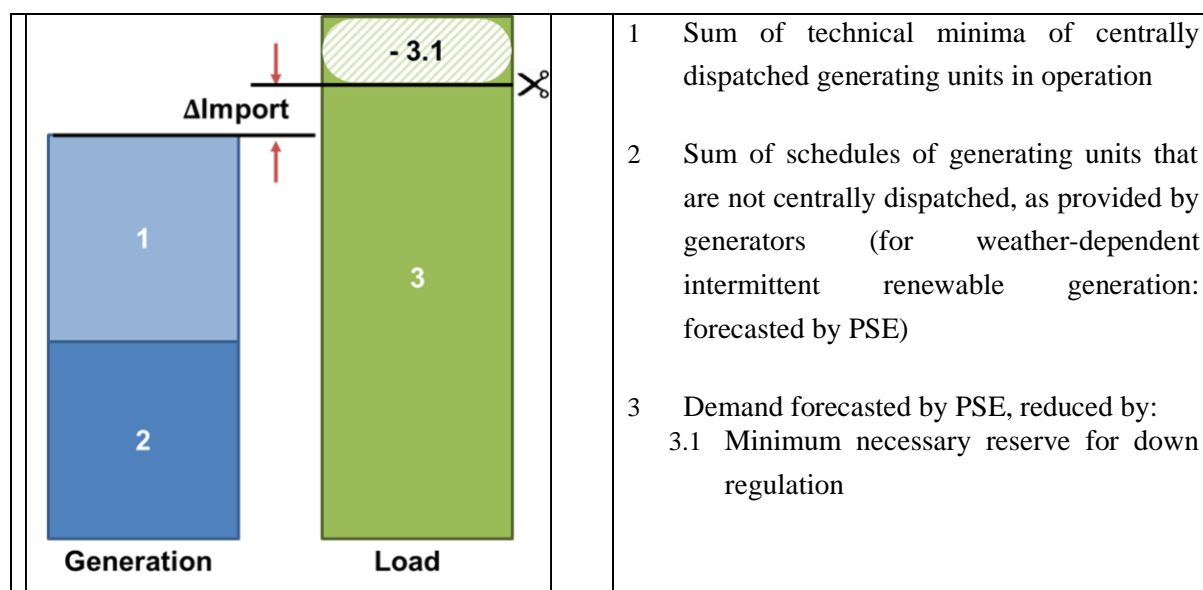 - 3.1
ΔImport
1
3
2
Generation
Load
1 Sum of technical minima of centrally
dispatched generating units in operation
2 Sum of schedules of generating units that
are not centrally dispatched, as provided by
generators (for weather-dependent
intermittent renewable generation:
forecasted by PSE)
3 Demand forecasted by PSE, reduced by:
3.1 Minimum necessary reserve for down
regulation